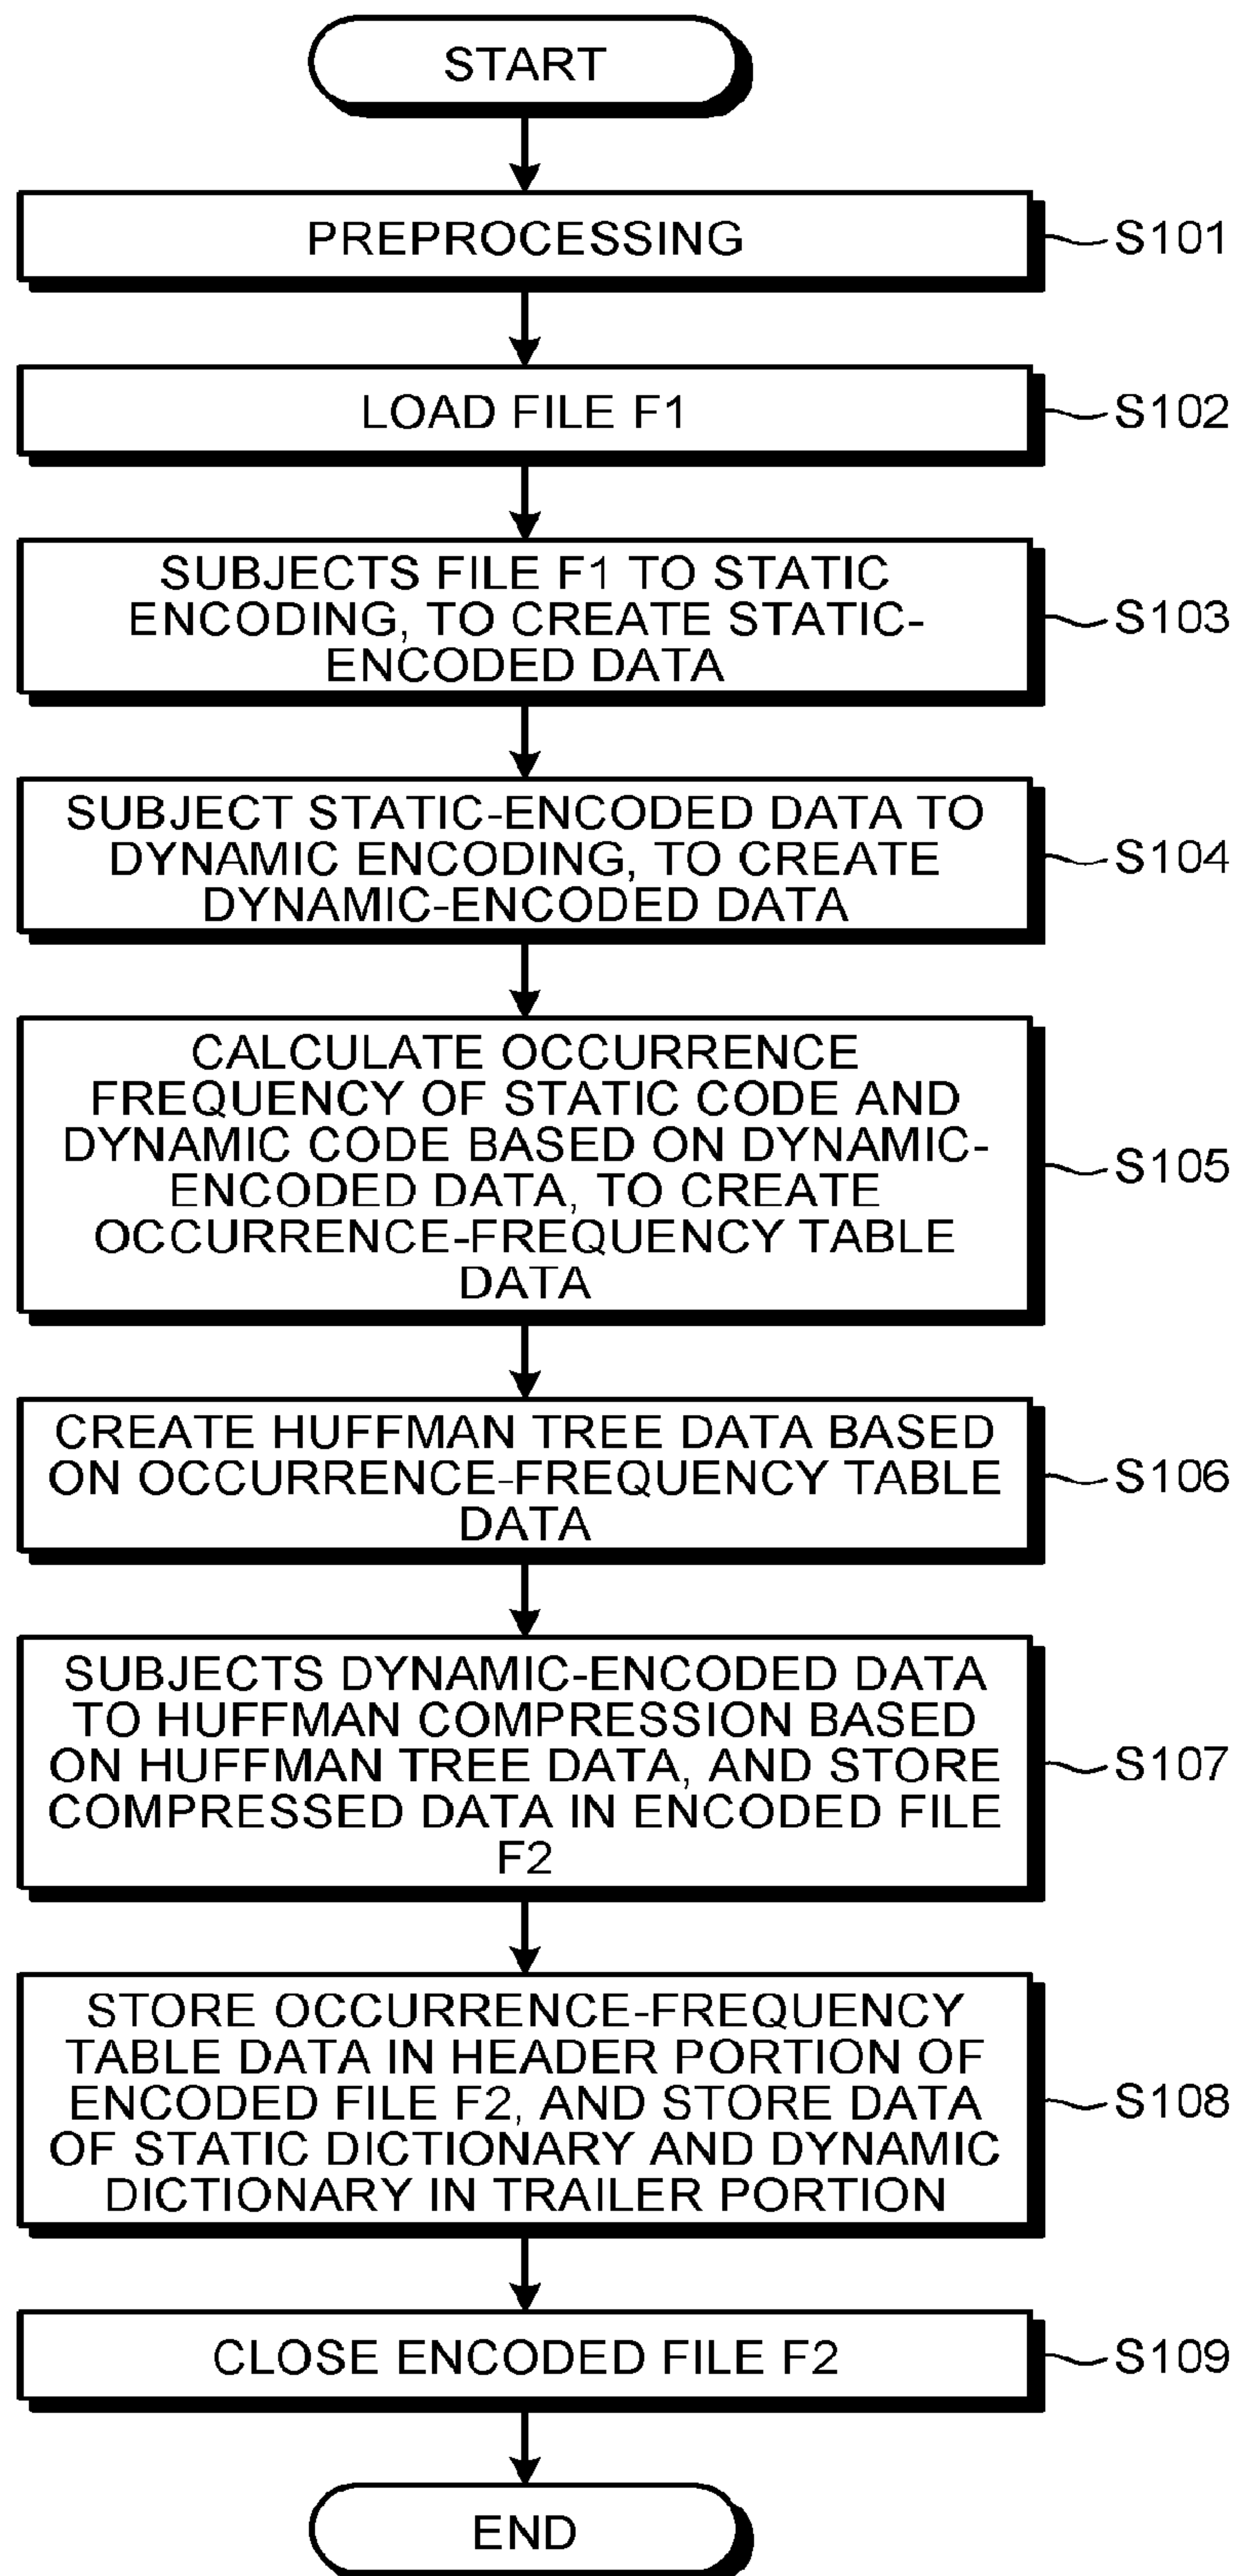 START
PREPROCESSING
S101
LOAD FILE F1
S102
SUBJECTS FILE F1 TO STATIC
ENCODING, TO CREATE STATIC-
ENCODED DATA
S103
SUBJECT STATIC-ENCODED DATA TO
DYNAMIC ENCODING, TO CREATE
DYNAMIC-ENCODED DATA
S104
CALCULATE OCCURRENCE
FREQUENCY OF STATIC CODE AND
DYNAMIC CODE BASED ON DYNAMIC-
ENCODED DATA, TO CREATE
OCCURRENCE-FREQUENCY TABLE
DATA
S105
CREATE HUFFMAN TREE DATA BASED
ON OCCURRENCE-FREQUENCY TABLE
DATA
S106
SUBJECTS DYNAMIC-ENCODED DATA
TO HUFFMAN COMPRESSION BASED
ON HUFFMAN TREE DATA, AND STORE
COMPRESSED DATA IN ENCODED FILE
F2
S107
STORE OCCURRENCE-FREQUENCY
TABLE DATA IN HEADER PORTION OF
ENCODED FILE F2, AND STORE DATA
OF STATIC DICTIONARY AND DYNAMIC
DICTIONARY IN TRAILER PORTION
S108
CLOSE ENCODED FILE F2
S109
END